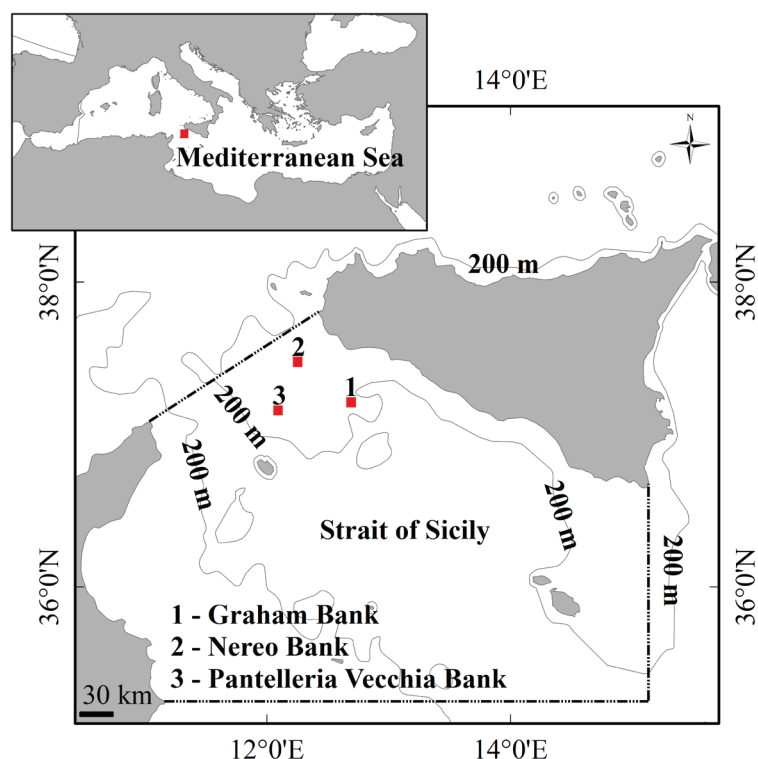 14°0'E
N
Mediterranean Sea
200 m
38°0'N
38°0'N
2
3
1
200 m
200 m
200 m
Strait of Sicily
200 m
36°0'N
36°0'N
1 - Graham Bank
2 - Nereo Bank
3 - Pantelleria Vecchia Bank
30 km
12°0'E
14°0'E